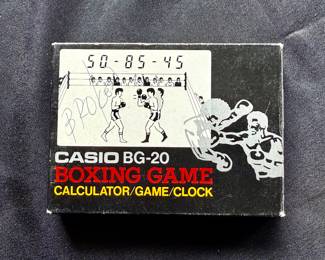 50-85-45
CASIO BG-20
BOXING GAME
CALCULATOR/GAME/CLOCK